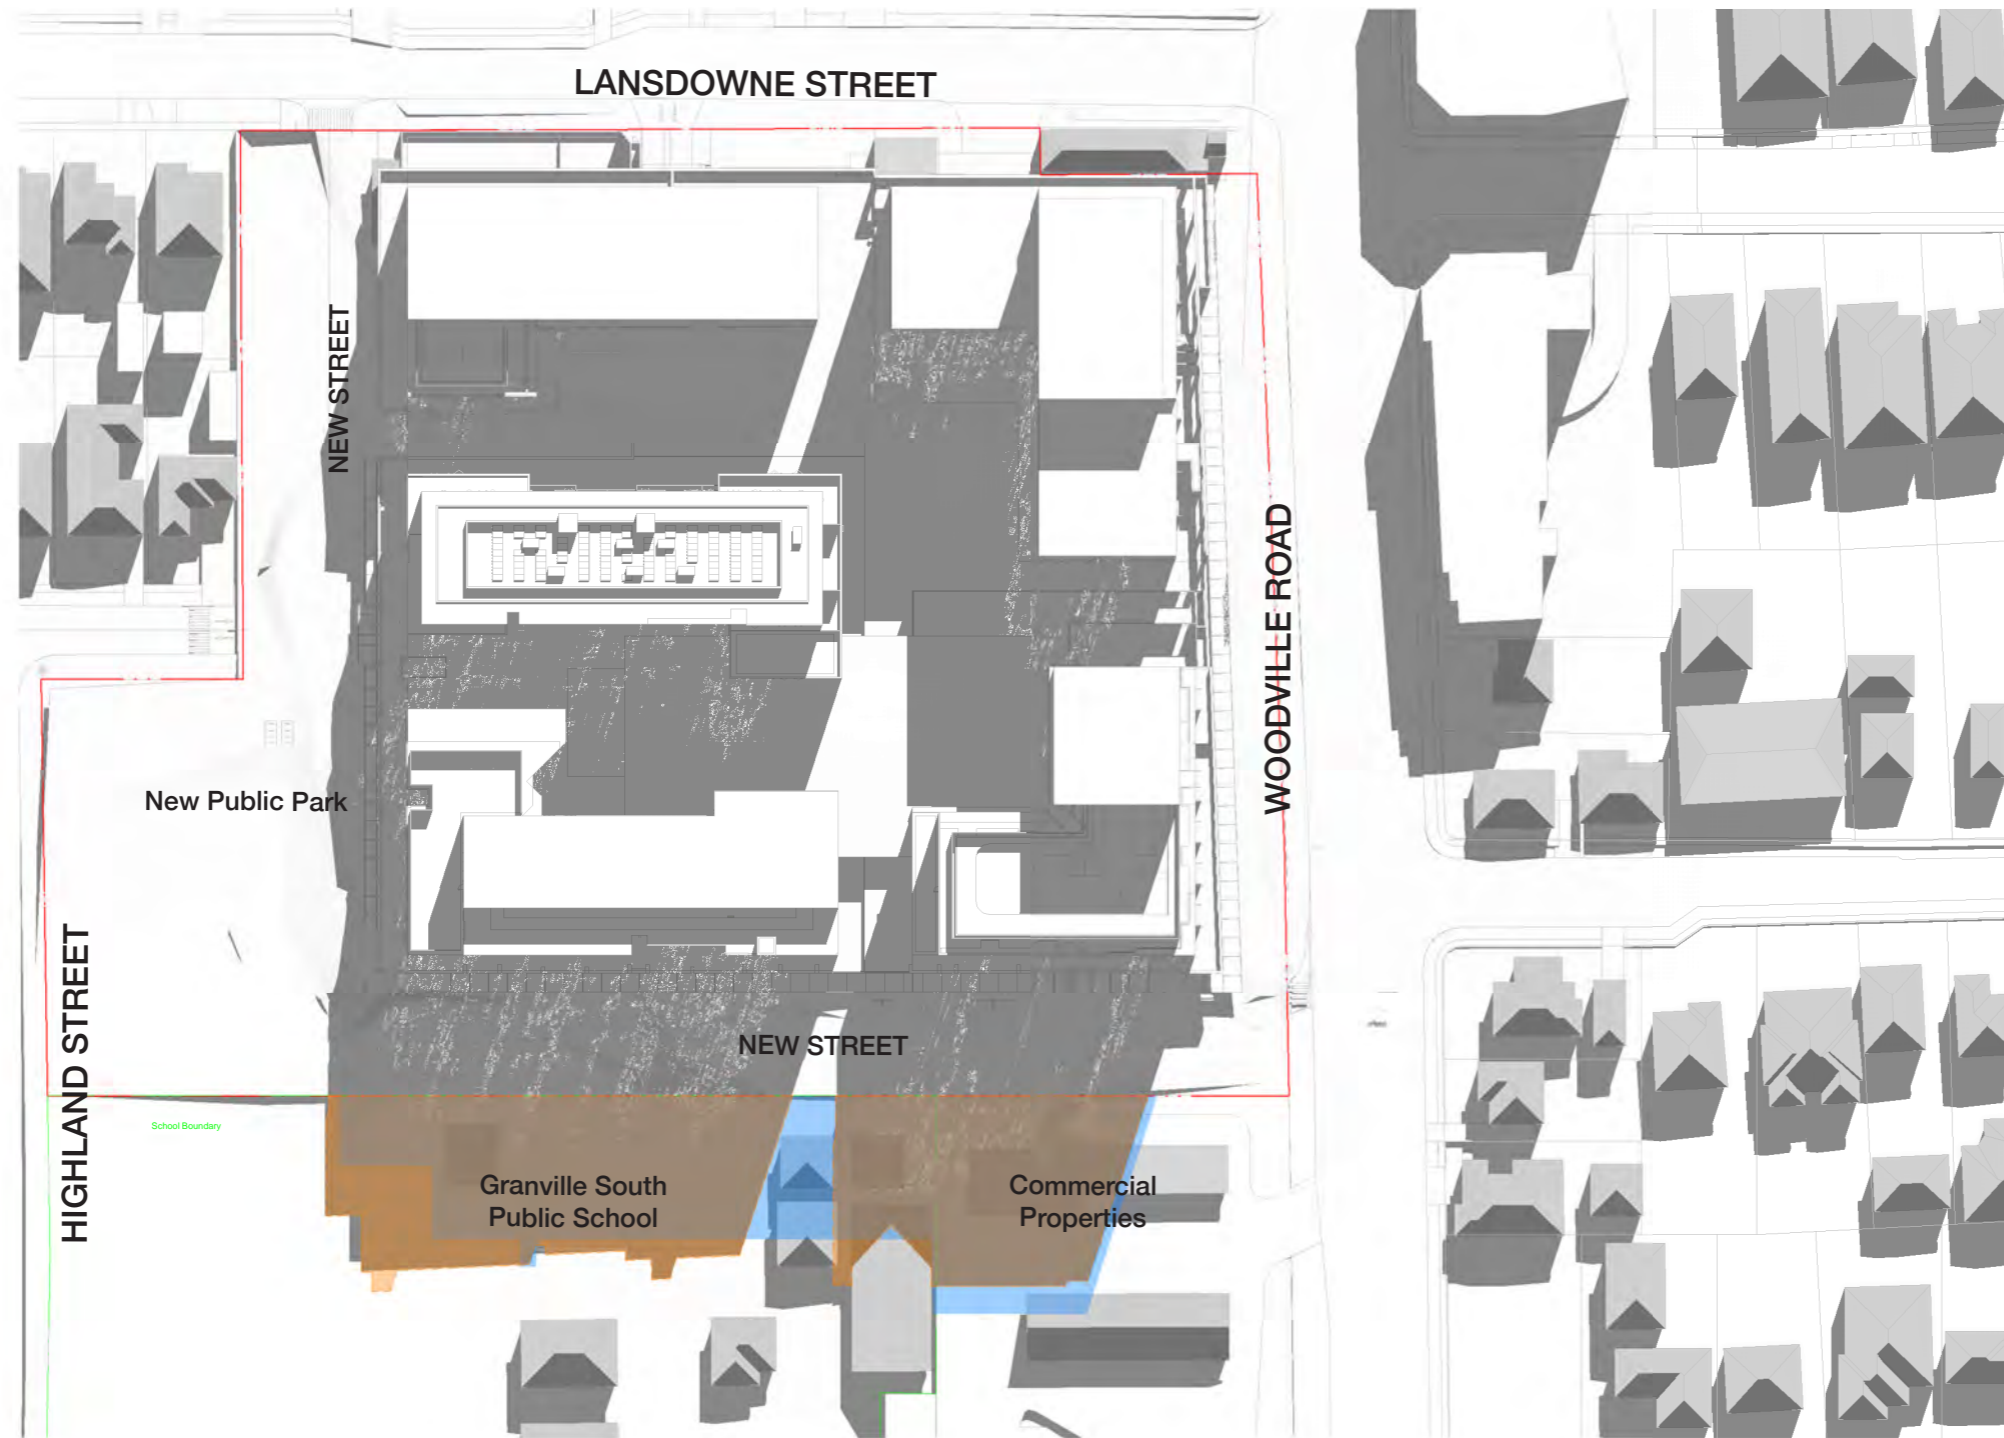 LANSDOWNE STREET
NEW STREET
WOODVILLE ROAD
New Public Park
HIGHLAND STREET
NEW STREET
School Boundary
Granville South
Public School
Commercial
Properties